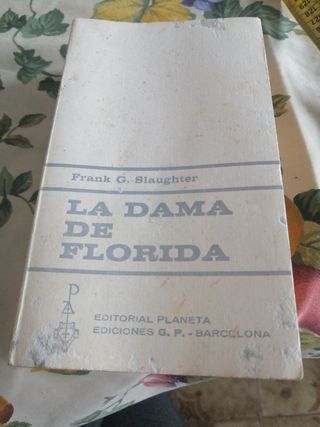 Frank G. Slaughter
LA DAMA
DE
FLORIDA
P
EDITORIAL PLANETA
EDICIONES G. P. - BARCELONA